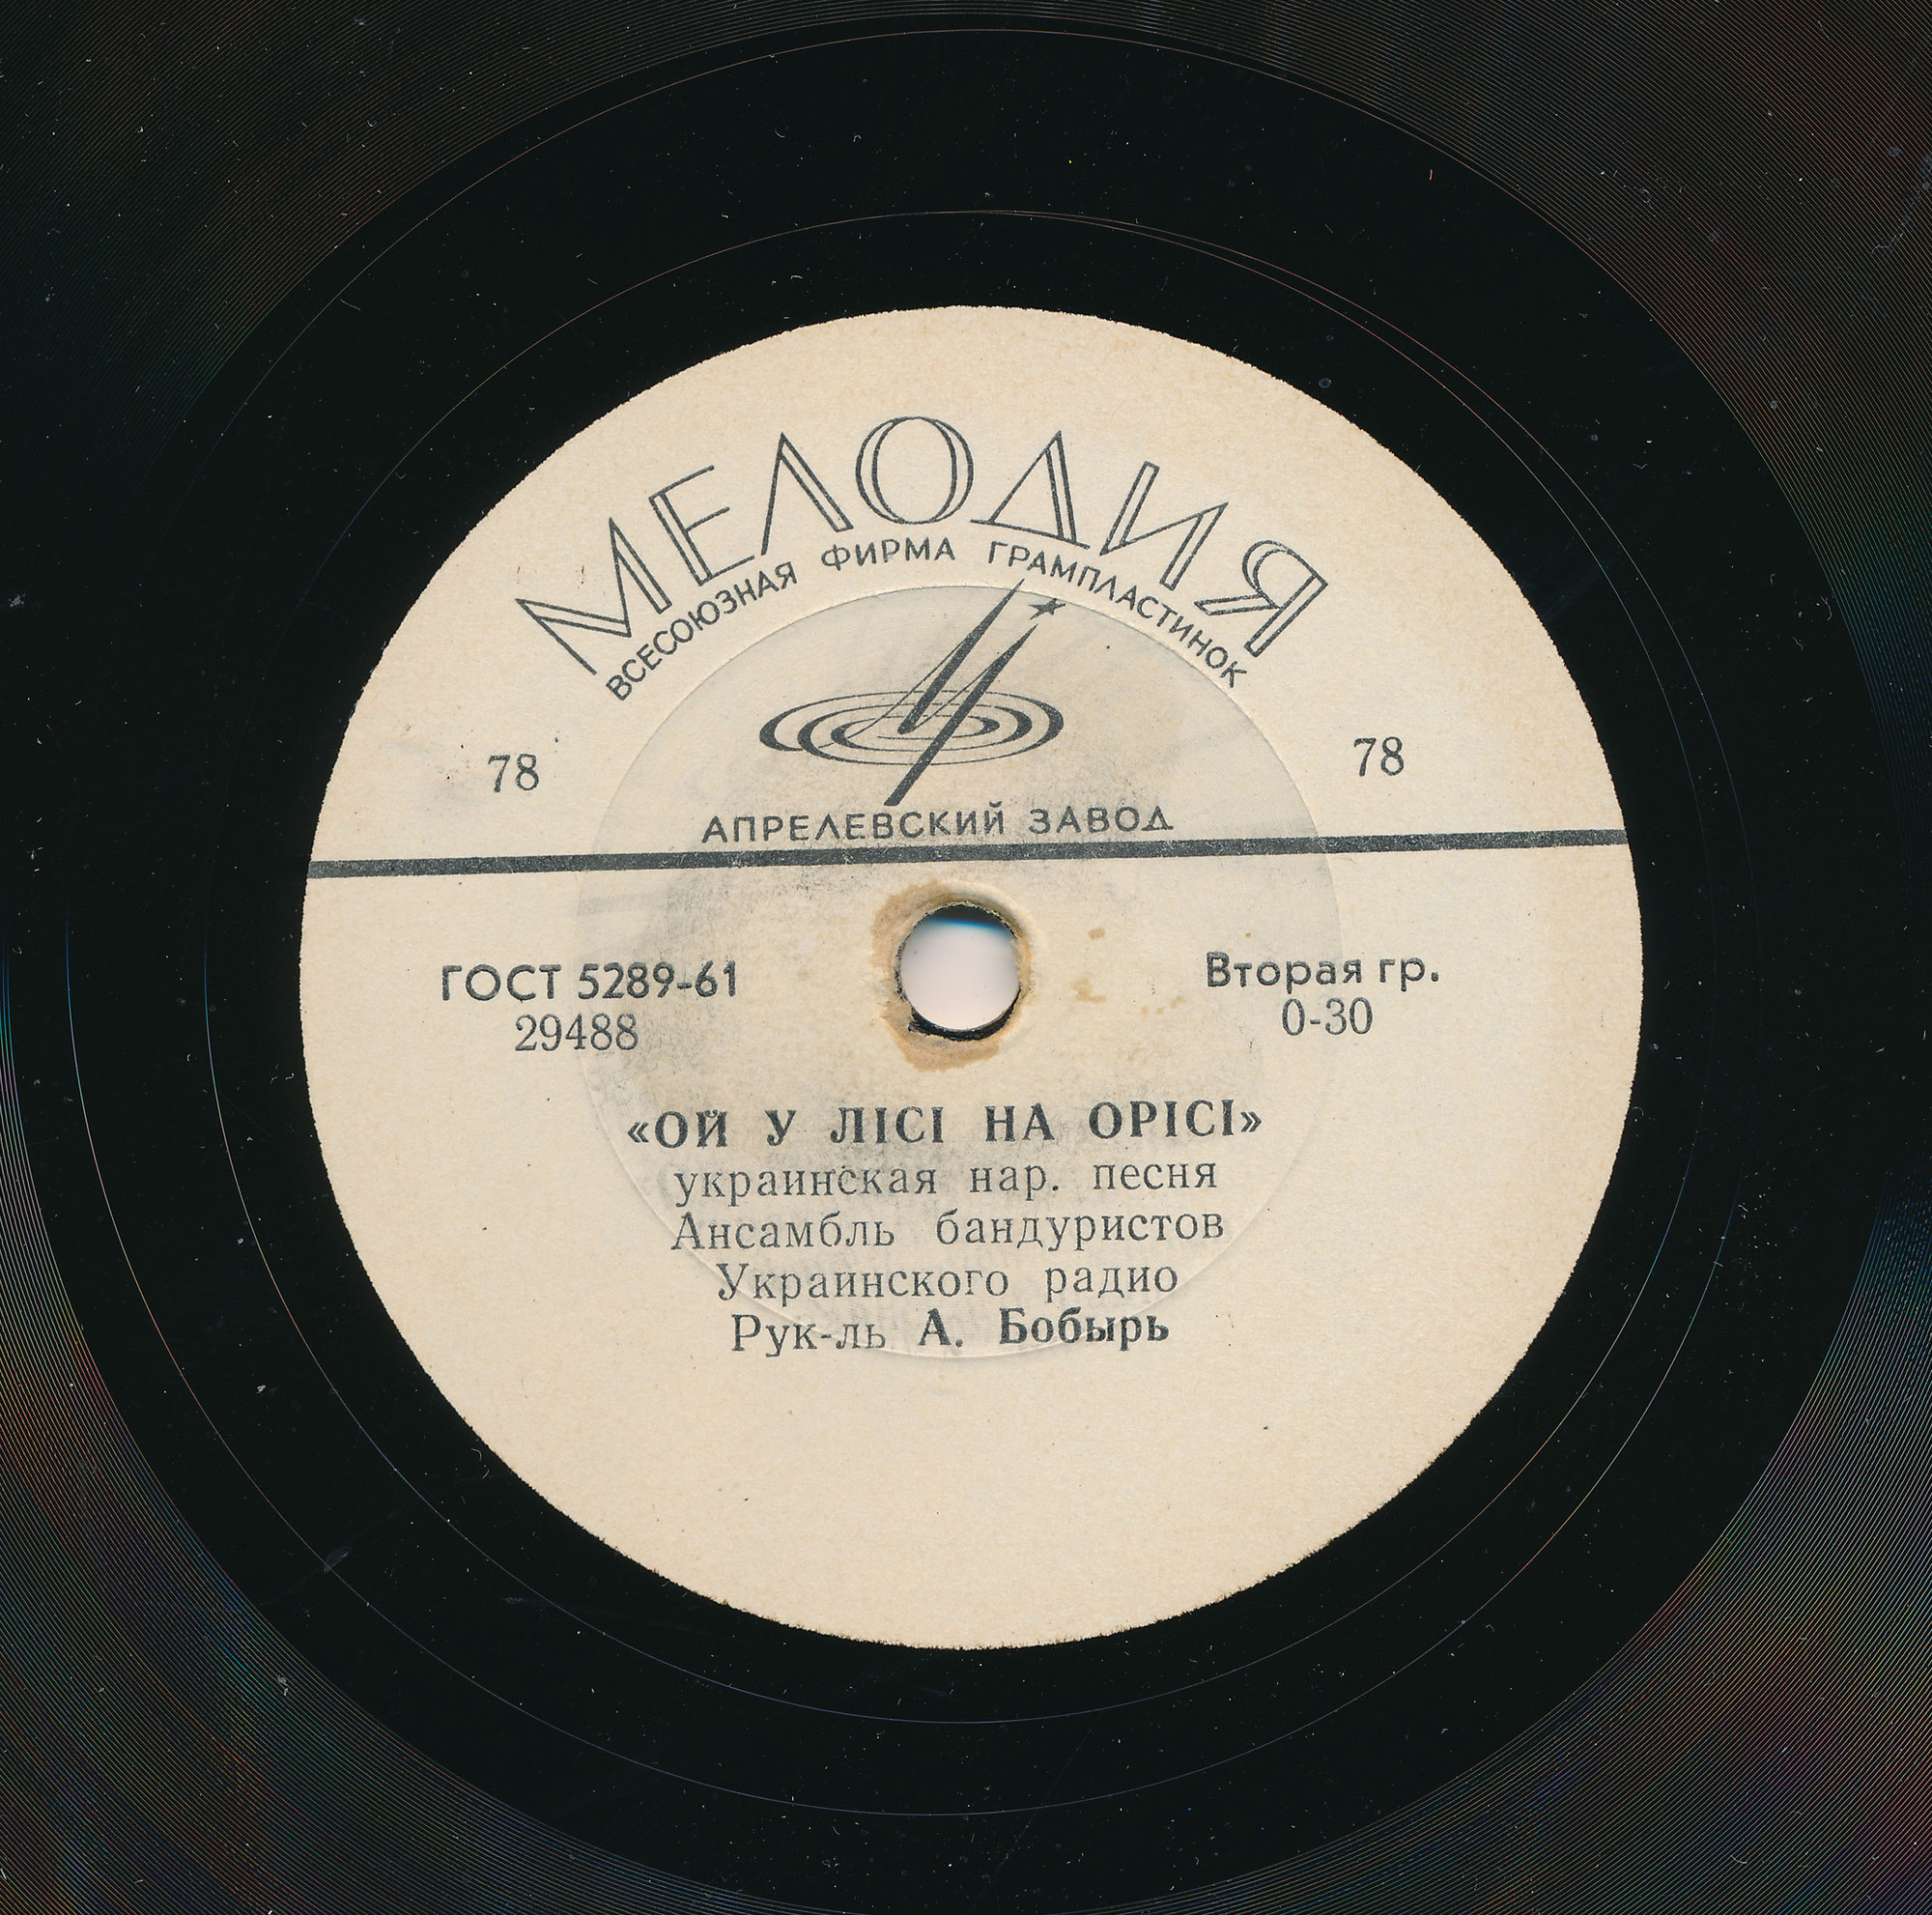 МЕЛОДИЯ
ВСЕСОЮЗНАЯ ФИРМА ГРАМПЛАСТИНОК
78 78
АПРЕЛЕВСКИЙ ЗАВОД
ГОСТ 5289-61 Вторая гр.
29488 0-30
«ОЙ У ЛІСІ НА ОРІСІ»
украинская нар. песня
Ансамбль бандуристов
Украинского радио
Рук-ль А. Бобырь